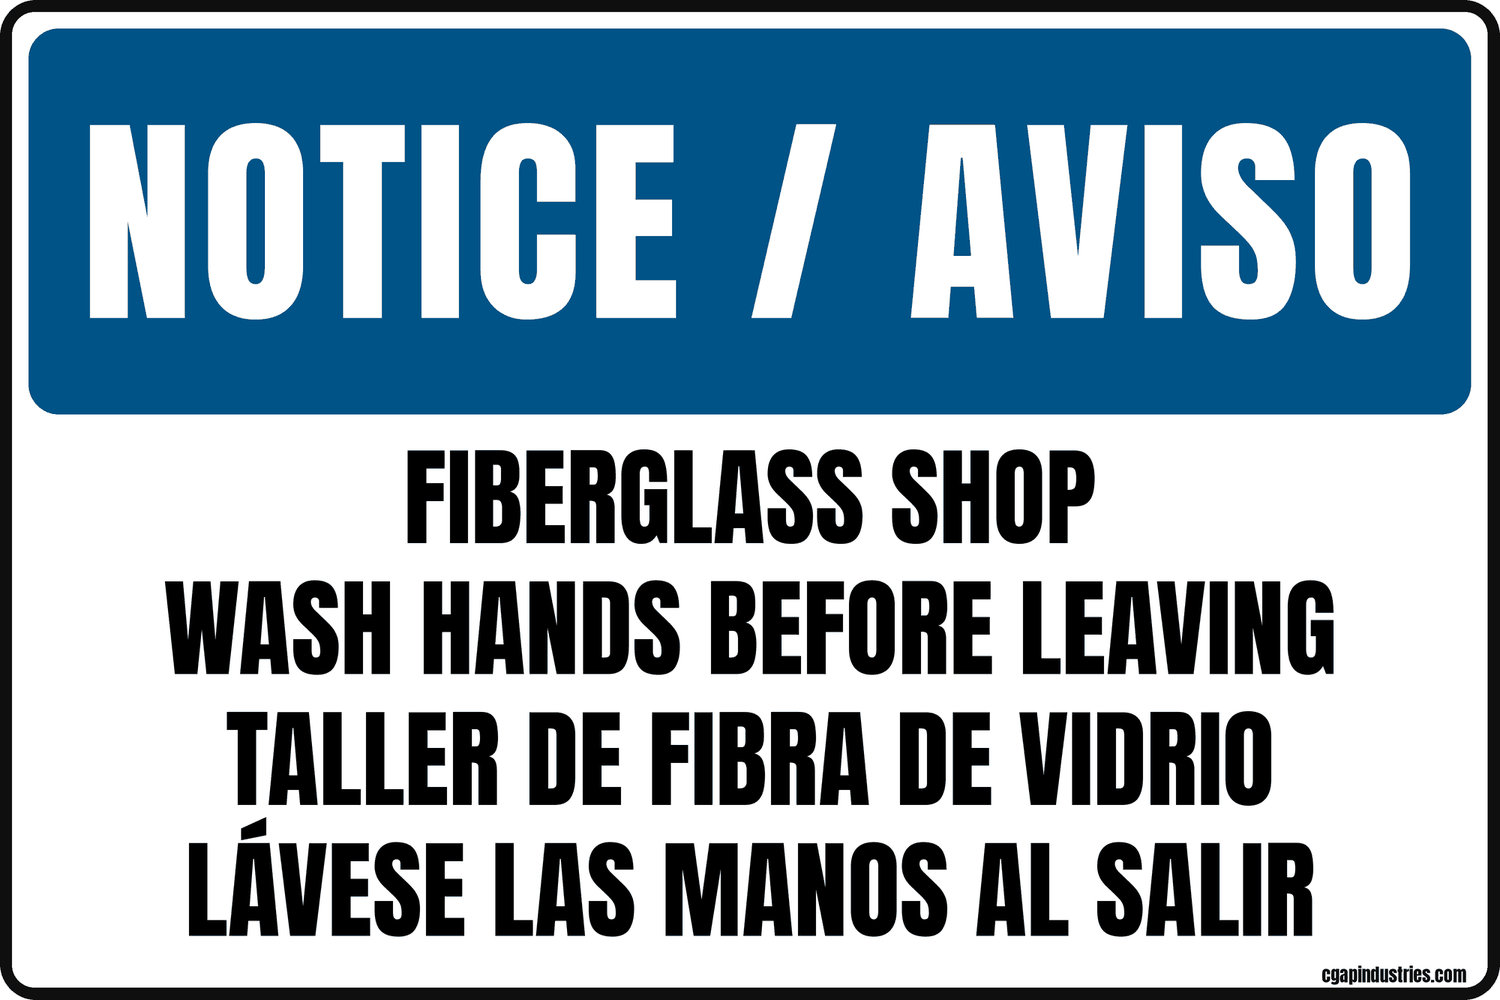 NOTICE / AVISO
FIBERGLASS SHOP
WASH HANDS BEFORE LEAVING
TALLER DE FIBRA DE VIDRIO
LÁVESE LAS MANOS AL SALIR
cgapindustries.com